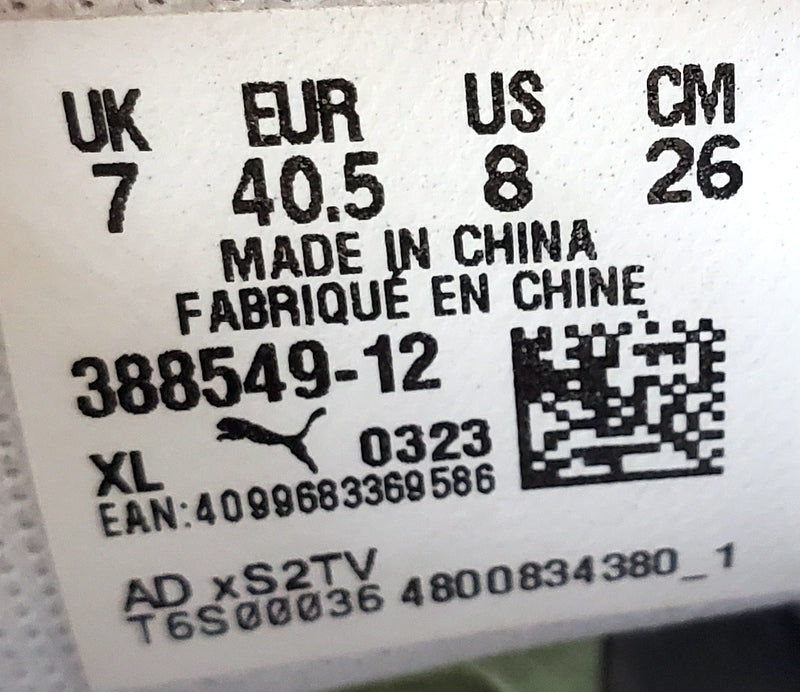 UK EUR US CM
7 40.5 8 26
MADE IN CHINA
FABRIQUÉ EN CHINE
388549-12
XL 0323
EAN:4099683369586
AD xS2TV
T6S00036 4800834380_1